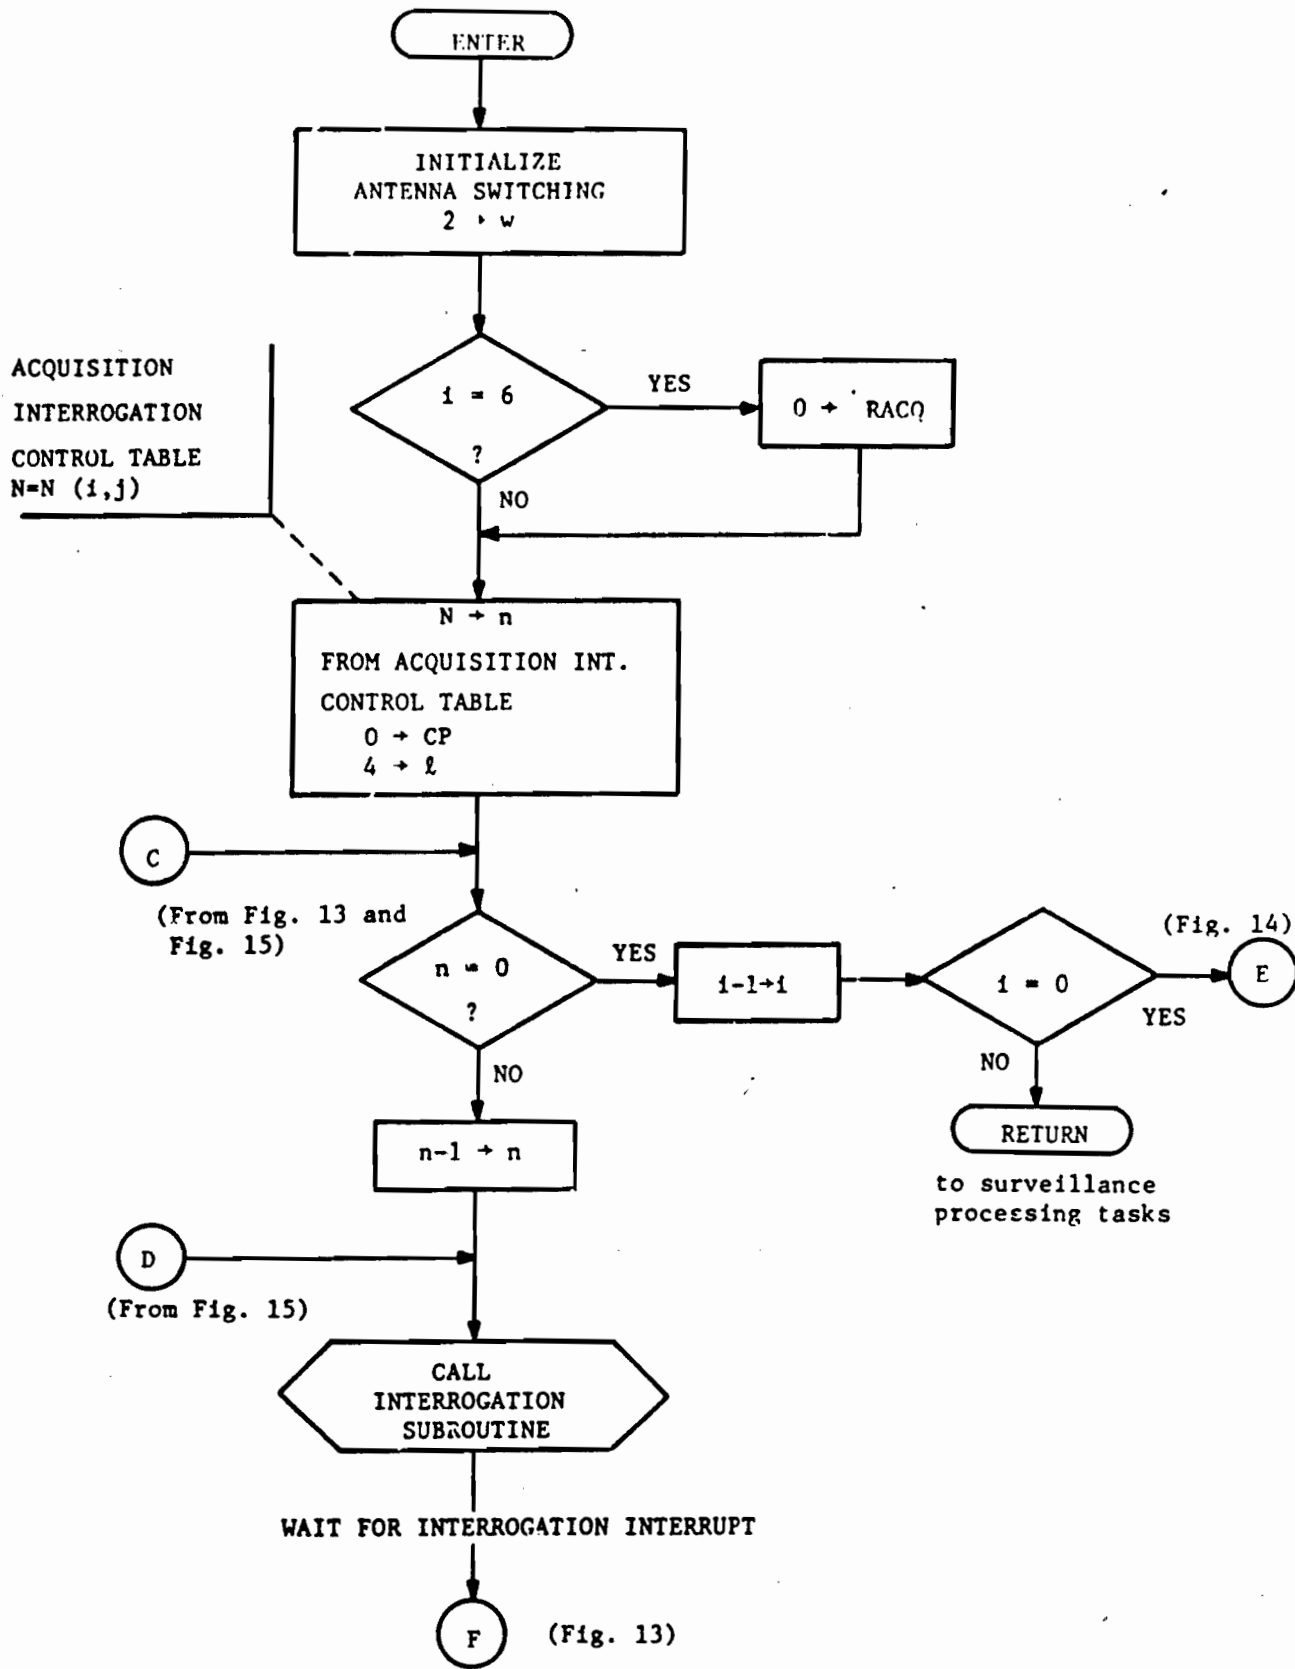 ENTER
INITIALIZE
ANTENNA SWITCHING
2 → w
i = 6
?
YES
0 → RACQ
NO
ACQUISITION
INTERROGATION
CONTROL TABLE
N=N (i,j)
N → n
FROM ACQUISITION INT.
CONTROL TABLE
0 → CP
4 → ℓ
C
(From Fig. 13 and
Fig. 15)
n = 0
?
YES
i-1→i
i = 0
YES
(Fig. 14)
E
NO
RETURN
to surveillance
processing tasks
NO
n-1 → n
D
(From Fig. 15)
CALL
INTERROGATION
SUBROUTINE
WAIT FOR INTERROGATION INTERRUPT
F
(Fig. 13)